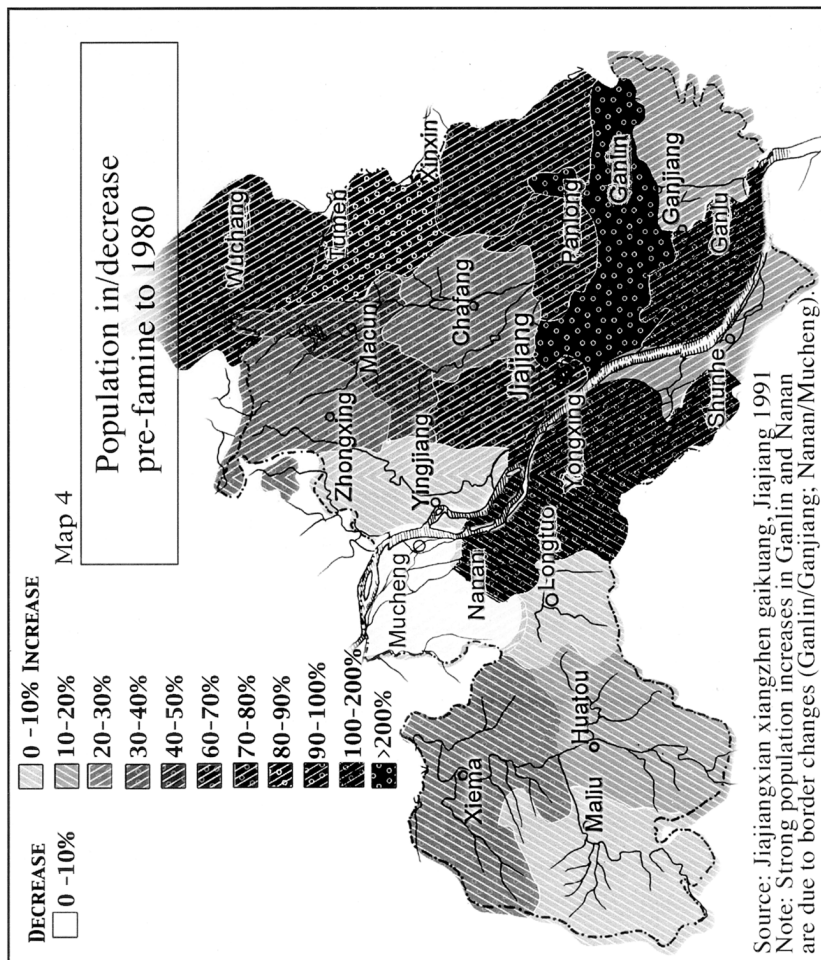 Map 4
Population in/decrease
pre-famine to 1980
DECREASE
0 -10%
0 -10% INCREASE
10-20%
20-30%
30-40%
40-50%
60-70%
70-80%
80-90%
90-100%
100-200%
>200%
Wuchang
Tumen
Xinxin
Macun
Zhongxing
Chajiang
Yingjiang
Jiajiang
Panlong
Ganlin
Ganjiang
Ganlu
Mucheng
Nanan
Yongxing
Longtuo
Shunhe
Xiema
Huatou
Maliu
Source: Jiajiangxian xiangzhen gaikuang, Jiajiang 1991
Note: Strong population increases in Ganlin and Nanan
are due to border changes (Ganlin/Ganjiang; Nanan/Mucheng).